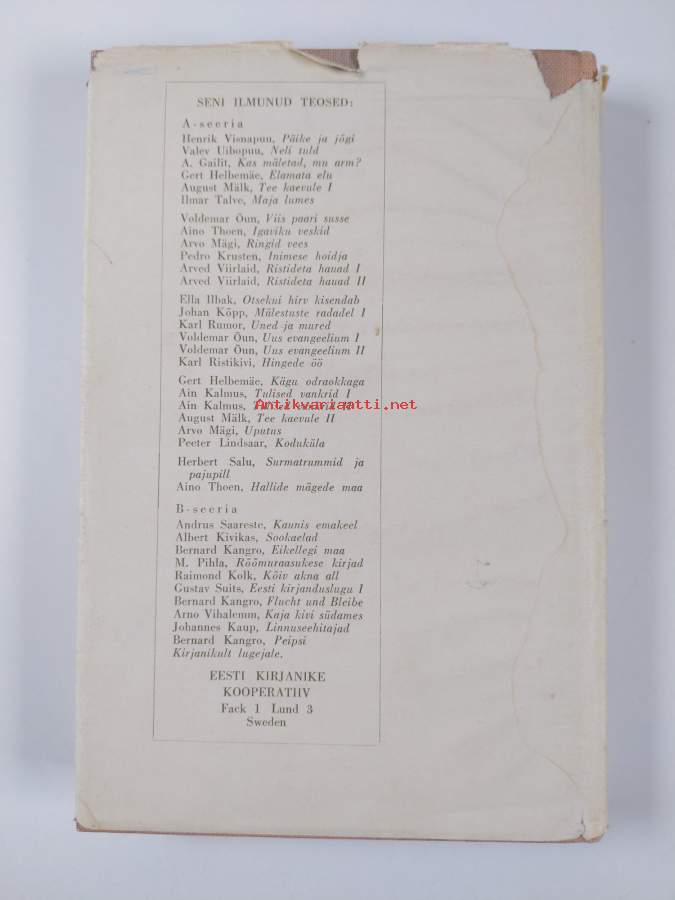 SENI ILMUNUD TEOSED:
A-seeria
Henrik Visnapuu, Päike ja jõgi
Valev Uibopuu, Neli tuld
A. Gailit, Kas mäletad, mu arm?
Gert Helbemäe, Elamata elu
August Mälk, Tee kaevule I
Ilmar Talve, Maja lumes
Voldemar Õun, Viis paari susse
Aino Thoen, Igaviku veskid
Arvo Mägi, Ringid vees
Pedro Krusten, Inimese hoidja
Arved Viirlaid, Ristideta hauad I
Arved Viirlaid, Ristideta hauad II
Ella Ilbak, Otsekui hirv kisendab
Johan Kõpp, Mälestuste radadel I
Karl Rumor, Uned ja mured
Voldemar Õun, Uus evangeelium I
Voldemar Õun, Uus evangeelium II
Karl Ristikivi, Hingede öö
Gert Helbemäe, Kägu odraokkaga
Ain Kalmus, Tulised vankrid I
Ain Kalmus,
Antikvariaatti.net
August Mälk, Tee kaevule II
Arvo Mägi, Uputus
Peeter Lindsaar, Koduküla
Herbert Salu, Surmatrummid ja
pajupill
Aino Thoen, Hallide mägede maa
B-seeria
Andrus Saareste, Kaunis emakeel
Albert Kivikas, Sookaelad
Bernard Kangro, Eikellegi maa
M. Pihla, Rõõmuraasukese kirjad
Raimond Kolk, Kõiv akna all
Gustav Suits, Eesti kirjanduslugu I
Bernard Kangro, Flucht und Bleibe
Arno Vihalemm, Kaja kivi südames
Johannes Kaup, Linnuseehitajad
Bernard Kangro, Peipsi
Kirjanikult lugejale.
EESTI KIRJANIKE
KOOPERATIIV
Fack 1 Lund 3
Sweden